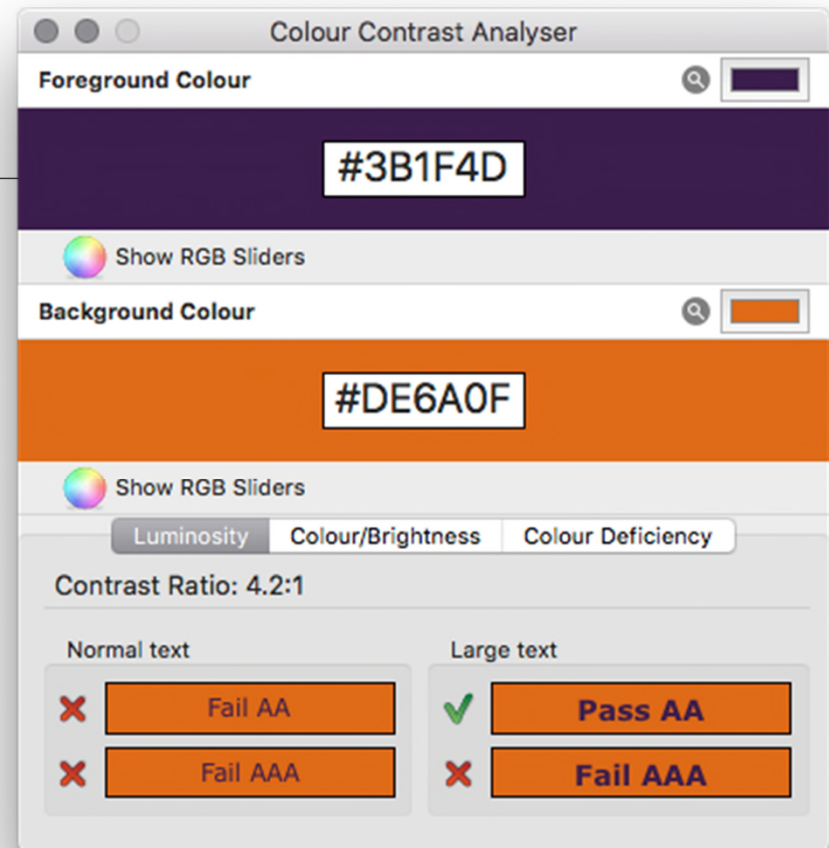 Colour Contrast Analyser
Foreground Colour
#3B1F4D
Show RGB Sliders
Background Colour
#DE6A0F
Show RGB Sliders
Luminosity Colour/Brightness Colour Deficiency
Contrast Ratio: 4.2:1
Normal text Large text
Fail AA Pass AA
Fail AAA Fail AAA